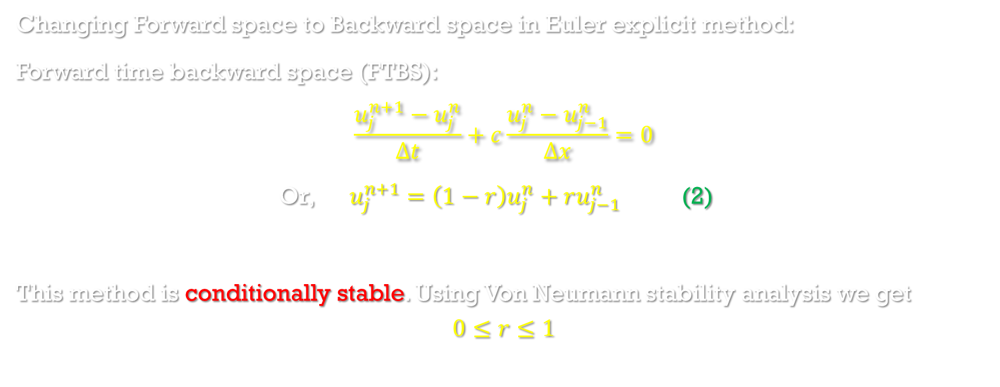 Changing Forward space to Backward space in Euler explicit method:
Forward time backward space (FTBS):
\frac{u_j^{n+1} - u_j^n}{\Delta t} + c \frac{u_j^n - u_{j-1}^n}{\Delta x} = 0
Or, u_j^{n+1} = (1 - r)u_j^n + ru_{j-1}^n (2)
This method is conditionally stable. Using Von Neumann stability analysis we get
0 ≤ r ≤ 1